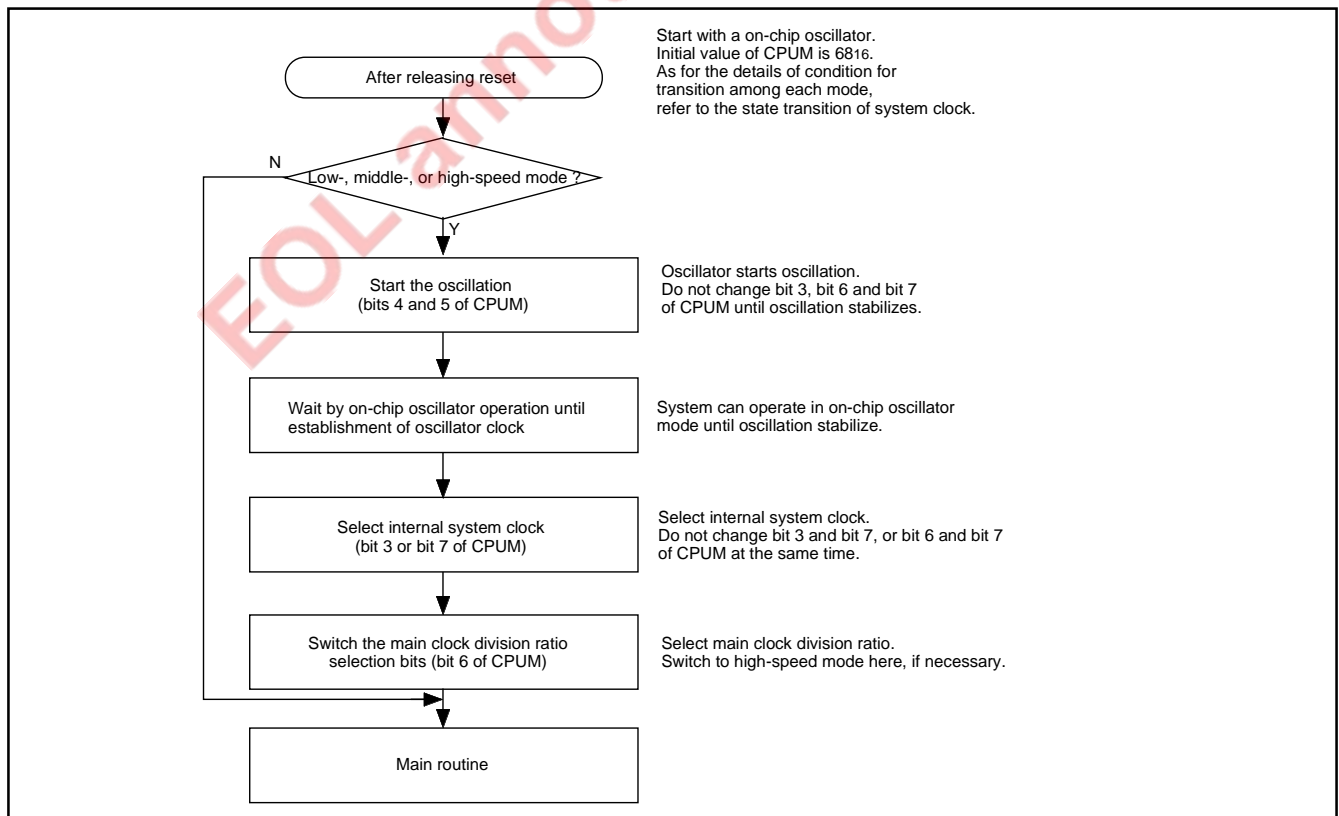 Start with a on-chip oscillator.
Initial value of CPUM is 6816.
As for the details of condition for
transition among each mode,
refer to the state transition of system clock.
After releasing reset
N
Low-, middle-, or high-speed mode ?
Y
Start the oscillation
(bits 4 and 5 of CPUM)
Oscillator starts oscillation.
Do not change bit 3, bit 6 and bit 7
of CPUM until oscillation stabilizes.
Wait by on-chip oscillator operation until
establishment of oscillator clock
System can operate in on-chip oscillator
mode until oscillation stabilize.
Select internal system clock
(bit 3 or bit 7 of CPUM)
Select internal system clock.
Do not change bit 3 and bit 7, or bit 6 and bit 7
of CPUM at the same time.
Switch the main clock division ratio
selection bits (bit 6 of CPUM)
Select main clock division ratio.
Switch to high-speed mode here, if necessary.
Main routine
EOL